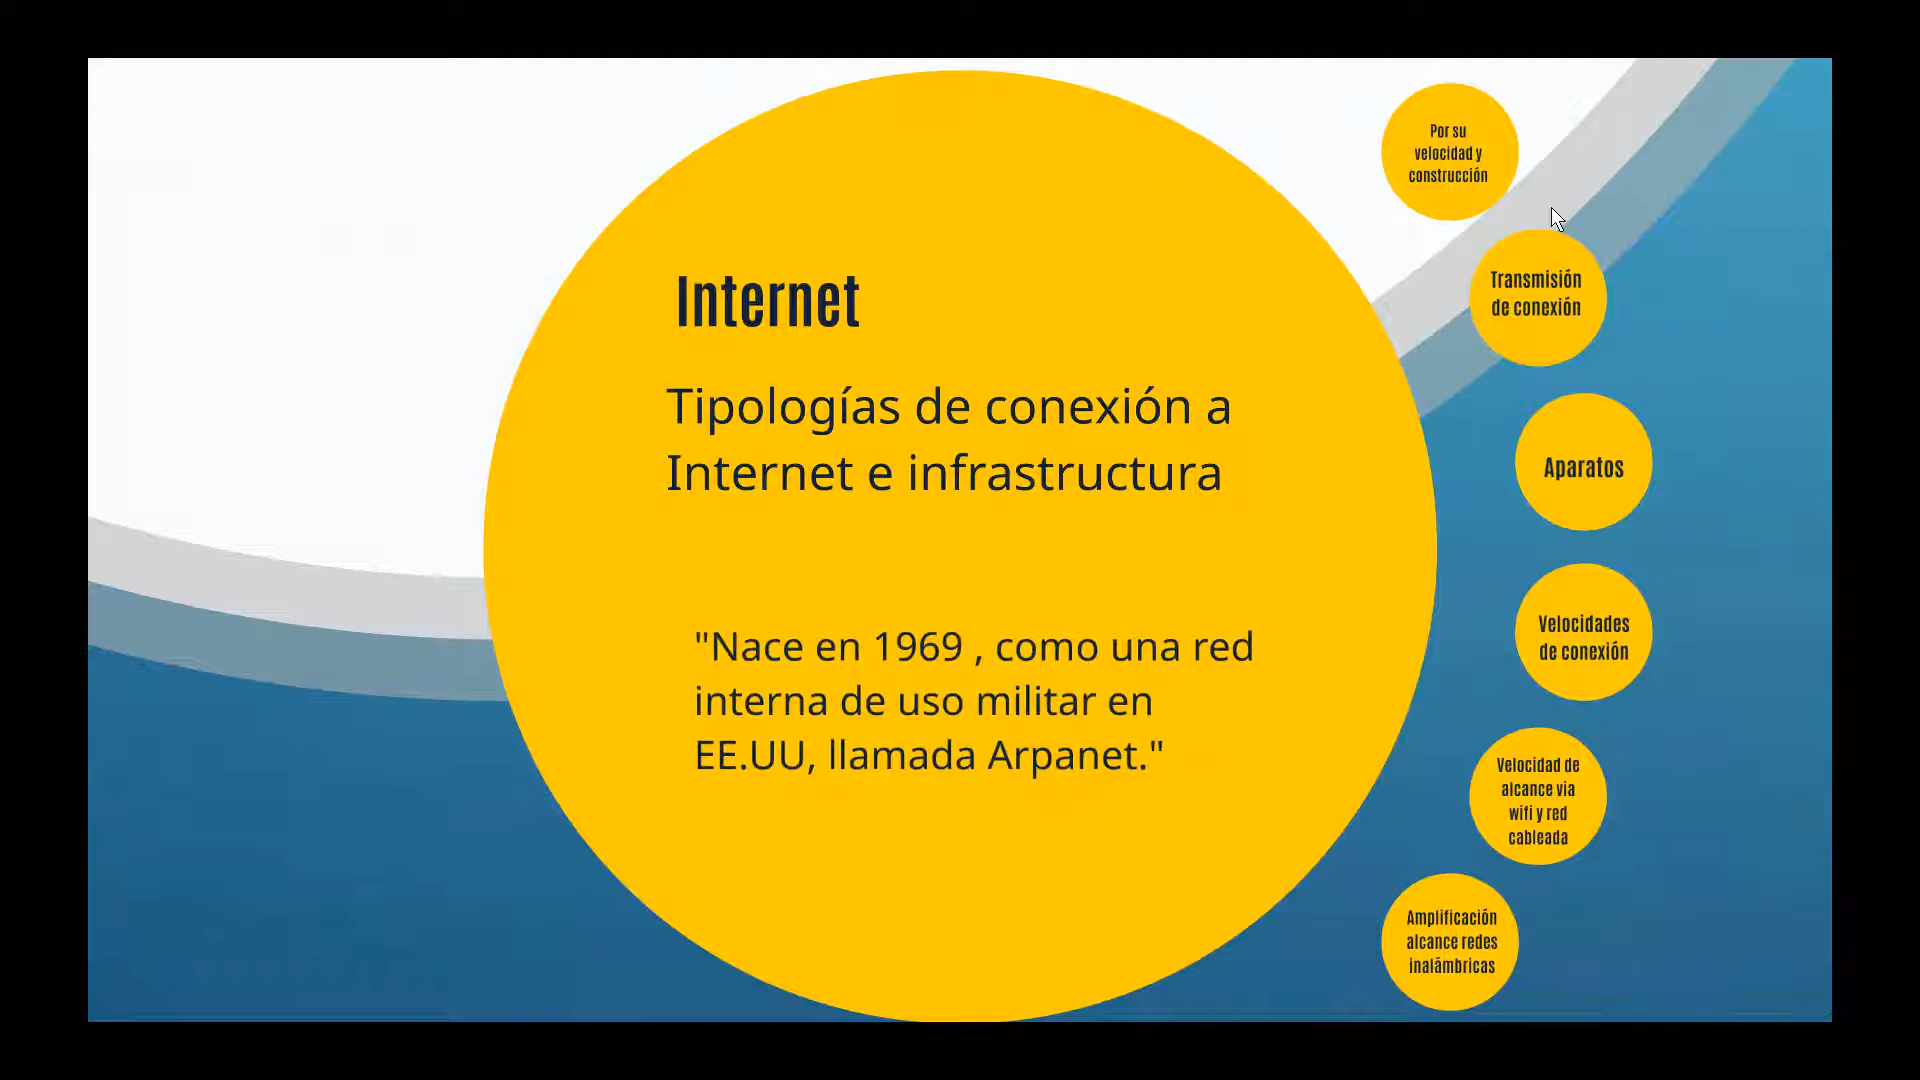 Internet
Tipologías de conexión a
Internet e infrastructura
"Nace en 1969 , como una red
interna de uso militar en
EE.UU, llamada Arpanet."
Por su
velocidad y
construcción
Transmisión
de conexión
Aparatos
Velocidades
de conexión
Velocidad de
alcance via
wifi y red
cableada
Amplificación
alcance redes
inalámbricas